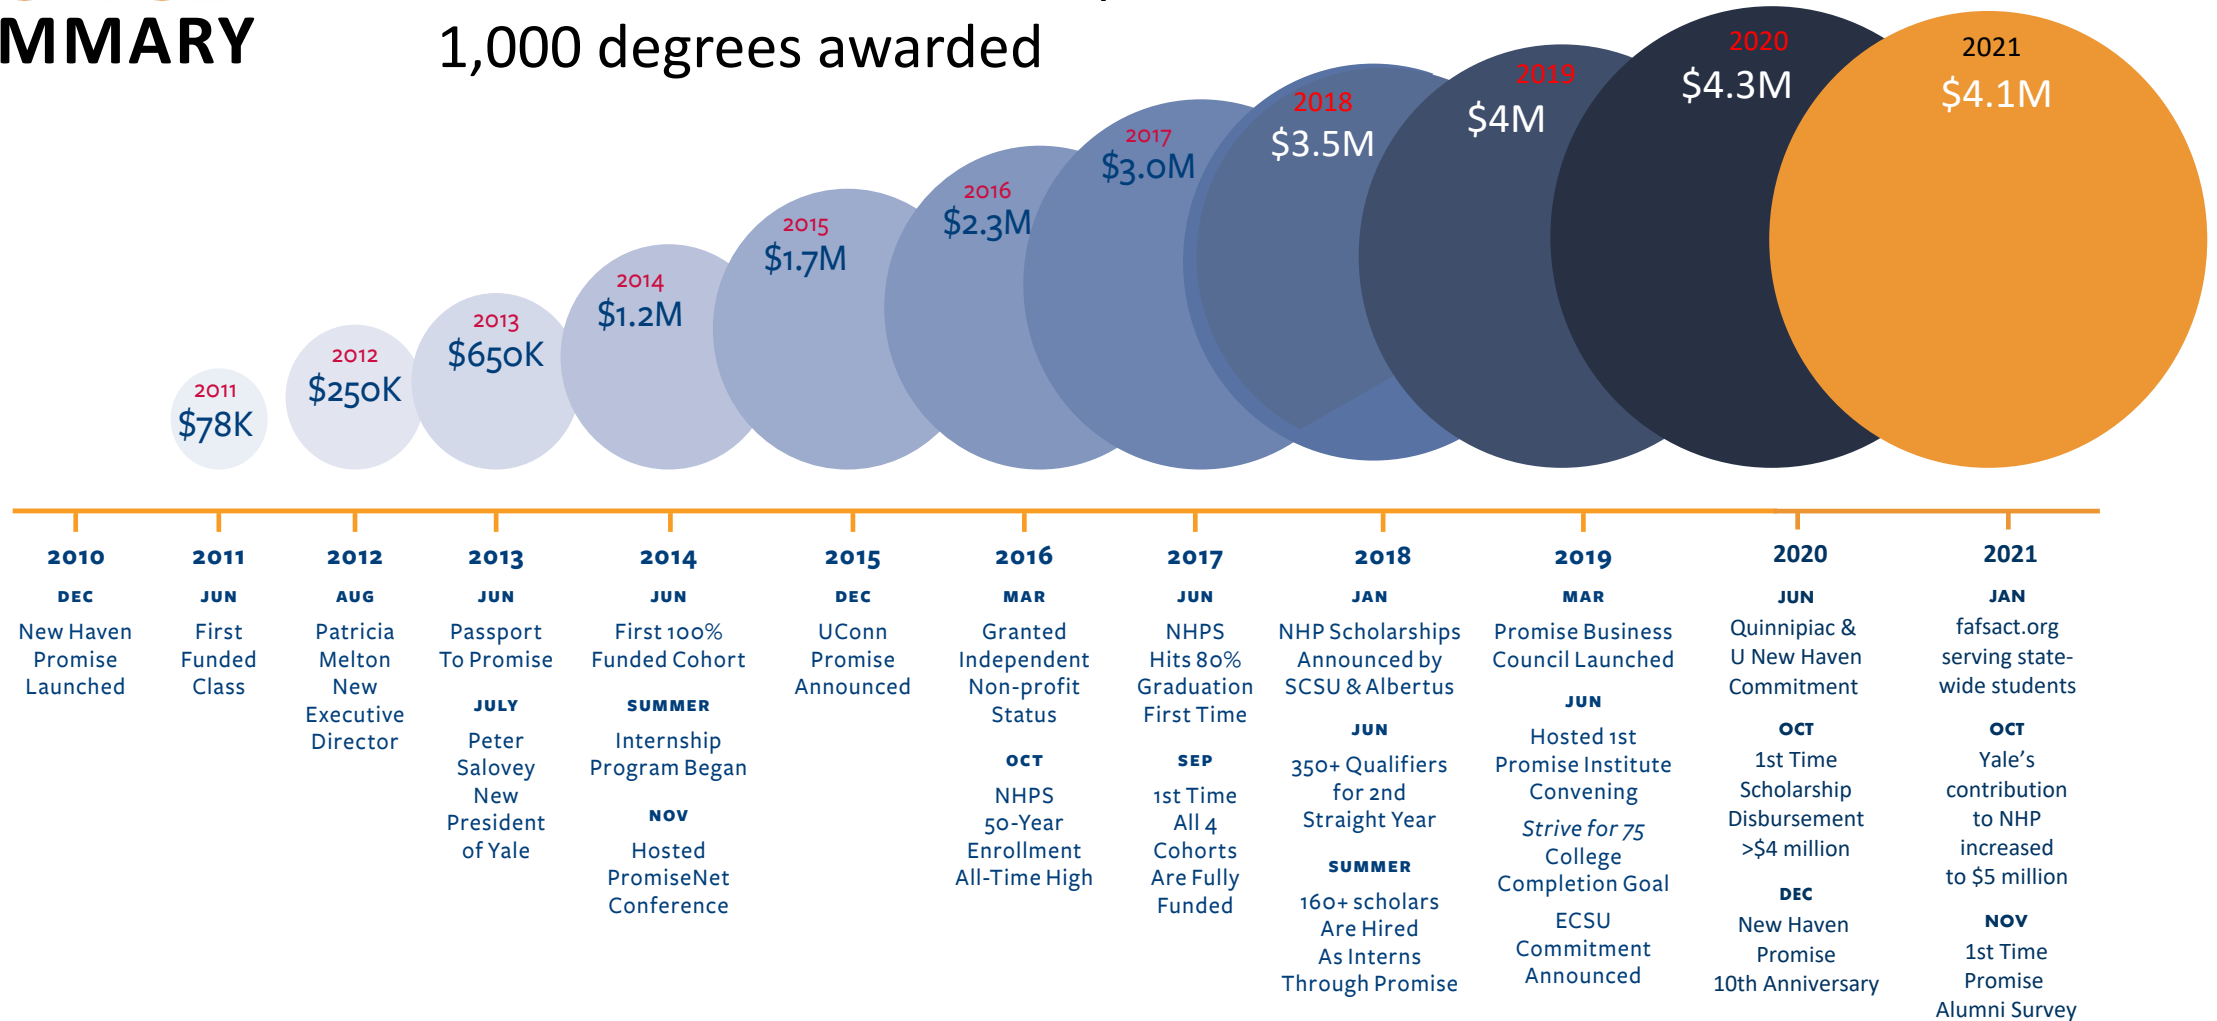 MMARY
1,000 degrees awarded
2011
$78K
2012
$250K
2013
$650K
2014
$1.2M
2015
$1.7M
2016
$2.3M
2017
$3.0M
2018
$3.5M
2019
$4M
2020
$4.3M
2021
$4.1M
2010
DEC
New Haven
Promise
Launched
2011
JUN
First
Funded
Class
2012
AUG
Patricia
Melton
New
Executive
Director
2013
JUN
Passport
To Promise
JULY
Peter
Salovey
New
President
of Yale
2014
JUN
First 100%
Funded Cohort
SUMMER
Internship
Program Began
NOV
Hosted
PromiseNet
Conference
2015
DEC
UConn
Promise
Announced
2016
MAR
Granted
Independent
Non-profit
Status
OCT
NHPS
50-Year
Enrollment
All-Time High
2017
JUN
NHPS
Hits 80%
Graduation
First Time
SEP
1st Time
All 4
Cohorts
Are Fully
Funded
2018
JAN
NHP Scholarships
Announced by
SCSU & Albertus
JUN
350+ Qualifiers
for 2nd
Straight Year
SUMMER
160+ scholars
Are Hired
As Interns
Through Promise
2019
MAR
Promise Business
Council Launched
JUN
Hosted 1st
Promise Institute
Convening
Strive for 75
College
Completion Goal
ECSU
Commitment
Announced
2020
JUN
Quinnipiac &
U New Haven
Commitment
OCT
1st Time
Scholarship
Disbursement
>$4 million
DEC
New Haven
Promise
10th Anniversary
2021
JAN
fafsact.org
serving state-
wide students
OCT
Yale's
contribution
to NHP
increased
to $5 million
NOV
1st Time
Promise
Alumni Survey